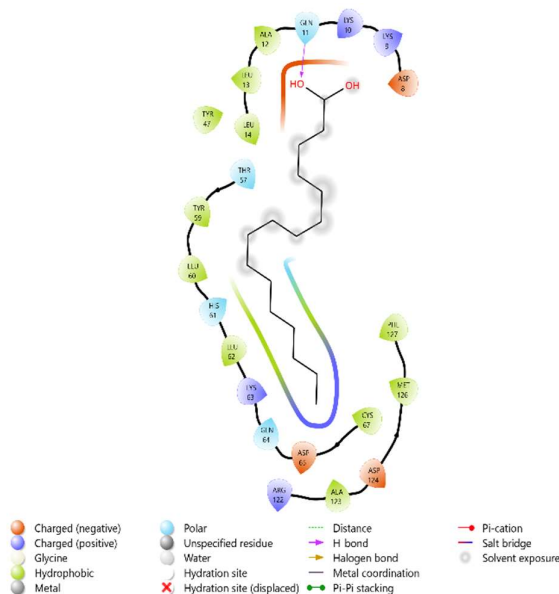 GLN
11
LYS
10
LYS
9
ALA
12
ASP
8
LEU
13
HO
OH
TYR
47
LEU
14
THR
57
TYR
59
LEU
60
HIS
61
LEU
62
LYS
63
GLN
64
ASP
65
CYS
67
PHE
127
MET
126
ASP
124
ALA
123
ARG
122
Charged (negative)
Charged (positive)
Glycine
Hydrophobic
Metal
Polar
Unspecified residue
Water
Hydration site
Hydration site (displaced)
Distance
H bond
Halogen bond
Metal coordination
Pi-Pi stacking
Pi-cation
Salt bridge
Solvent exposure